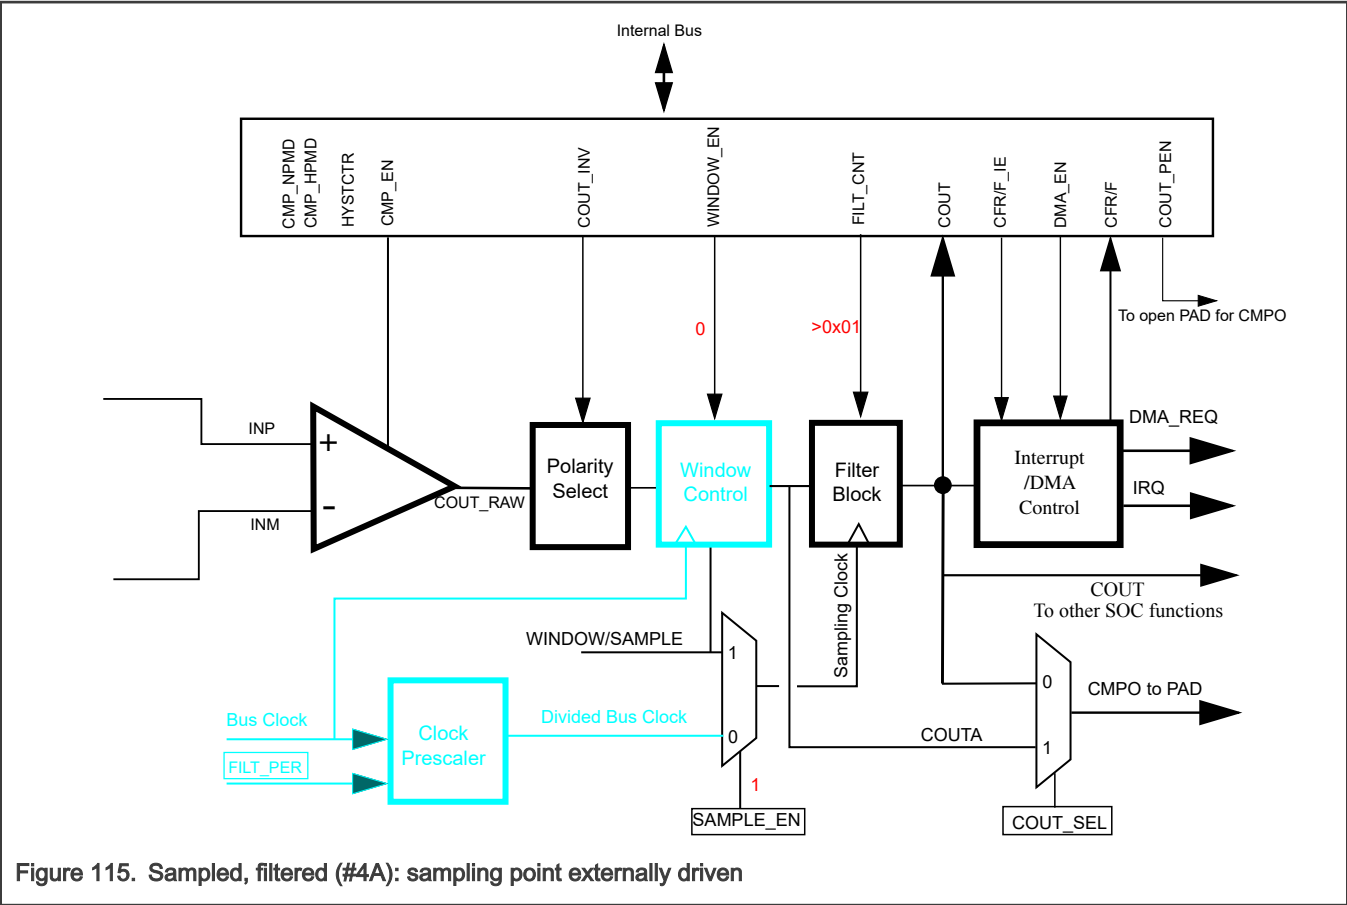 Internal Bus
CMP_NPMD
CMP_HPMD
HYSTCTR
CMP_EN
COUT_INV
WINDOW_EN
FILT_CNT
COUT
CFR/F_IE
DMA_EN
CFR/F
COUT_PEN
0
>0x01
To open PAD for CMPO
INP
+
INM
-
COUT_RAW
Polarity
Select
Window
Control
Filter
Block
Interrupt
/DMA
Control
DMA_REQ
IRQ
COUT
To other SOC functions
WINDOW/SAMPLE
1
0
Sampling Clock
Bus Clock
FILT_PER
Clock
Prescaler
Divided Bus Clock
1
SAMPLE_EN
COUTA
0
1
CMPO to PAD
COUT_SEL
Figure 115. Sampled, filtered (#4A): sampling point externally driven